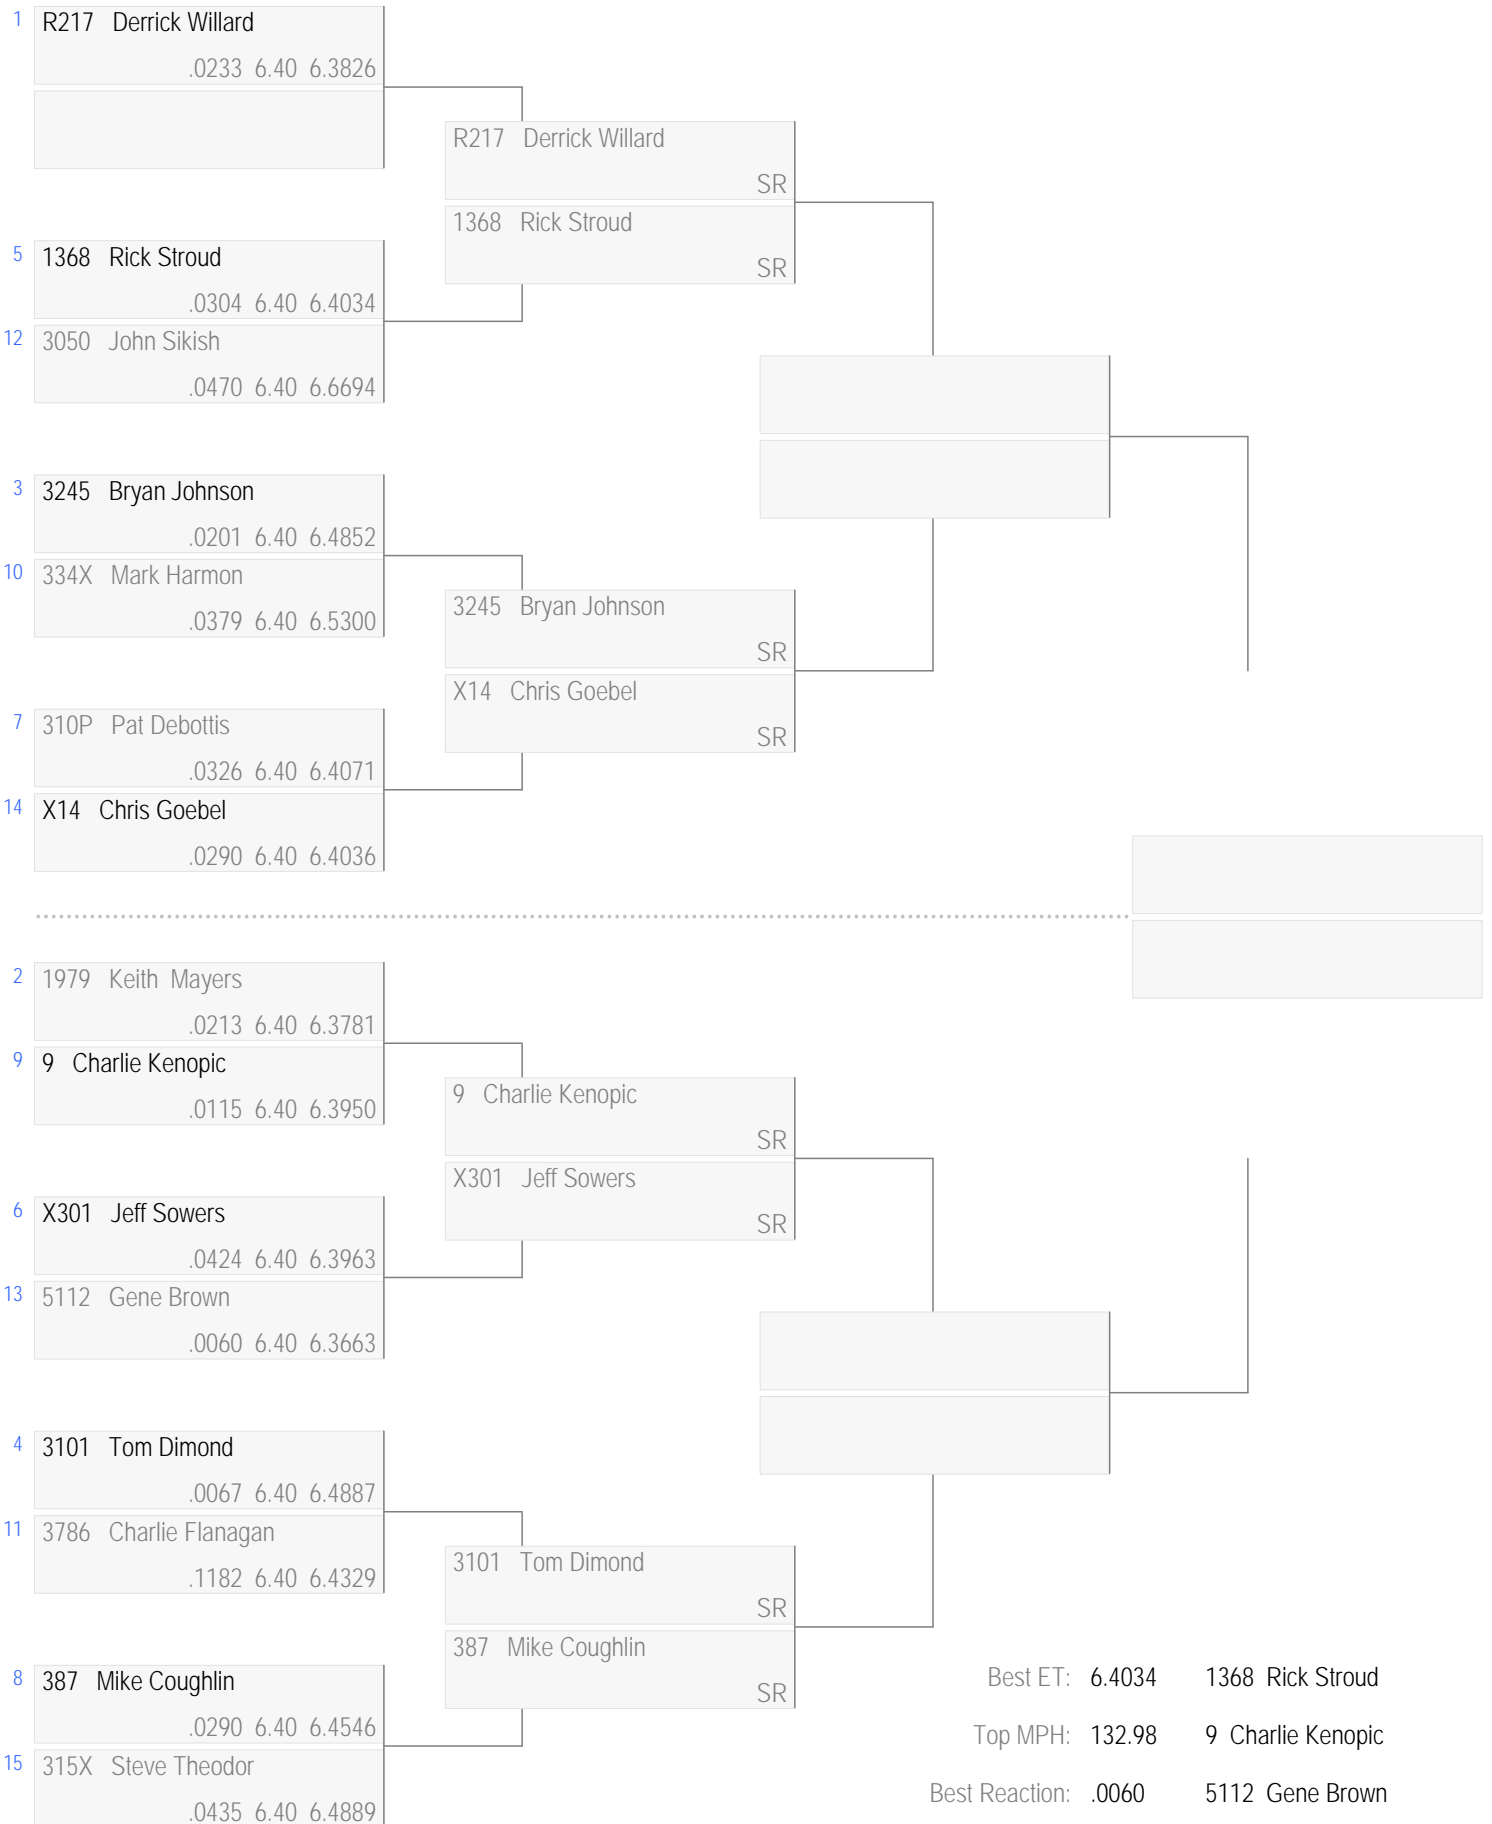 1 R217 Derrick Willard
.0233 6.40 6.3826
R217 Derrick Willard
SR
1368 Rick Stroud
SR
5 1368 Rick Stroud
.0304 6.40 6.4034
12 3050 John Sikish
.0470 6.40 6.6694
3 3245 Bryan Johnson
.0201 6.40 6.4852
10 334X Mark Harmon
.0379 6.40 6.5300
3245 Bryan Johnson
SR
X14 Chris Goebel
SR
7 310P Pat Debottis
.0326 6.40 6.4071
14 X14 Chris Goebel
.0290 6.40 6.4036
2 1979 Keith Mayers
.0213 6.40 6.3781
9 9 Charlie Kenopic
.0115 6.40 6.3950
9 Charlie Kenopic
SR
X301 Jeff Sowers
SR
6 X301 Jeff Sowers
.0424 6.40 6.3963
13 5112 Gene Brown
.0060 6.40 6.3663
4 3101 Tom Dimond
.0067 6.40 6.4887
11 3786 Charlie Flanagan
.1182 6.40 6.4329
3101 Tom Dimond
SR
387 Mike Coughlin
SR
8 387 Mike Coughlin
.0290 6.40 6.4546
15 315X Steve Theodor
.0435 6.40 6.4889
Best ET: 6.4034 1368 Rick Stroud
Top MPH: 132.98 9 Charlie Kenopic
Best Reaction: .0060 5112 Gene Brown